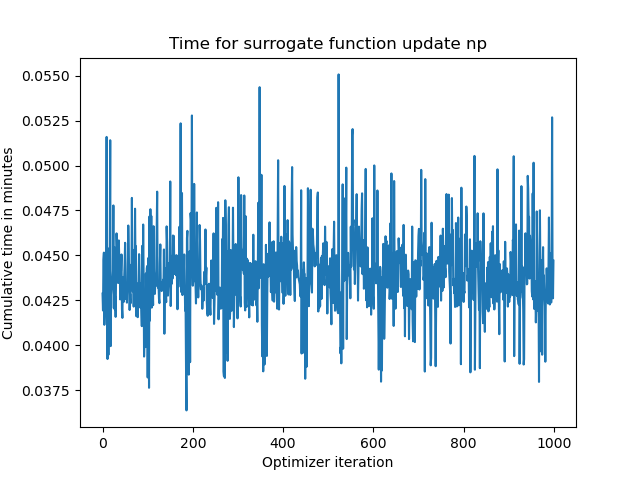 Time for surrogate function update np
Cumulative time in minutes
0.0550
0.0525
0.0500
0.0475
0.0450
0.0425
0.0400
0.0375
0 200 400 600 800 1000
Optimizer iteration